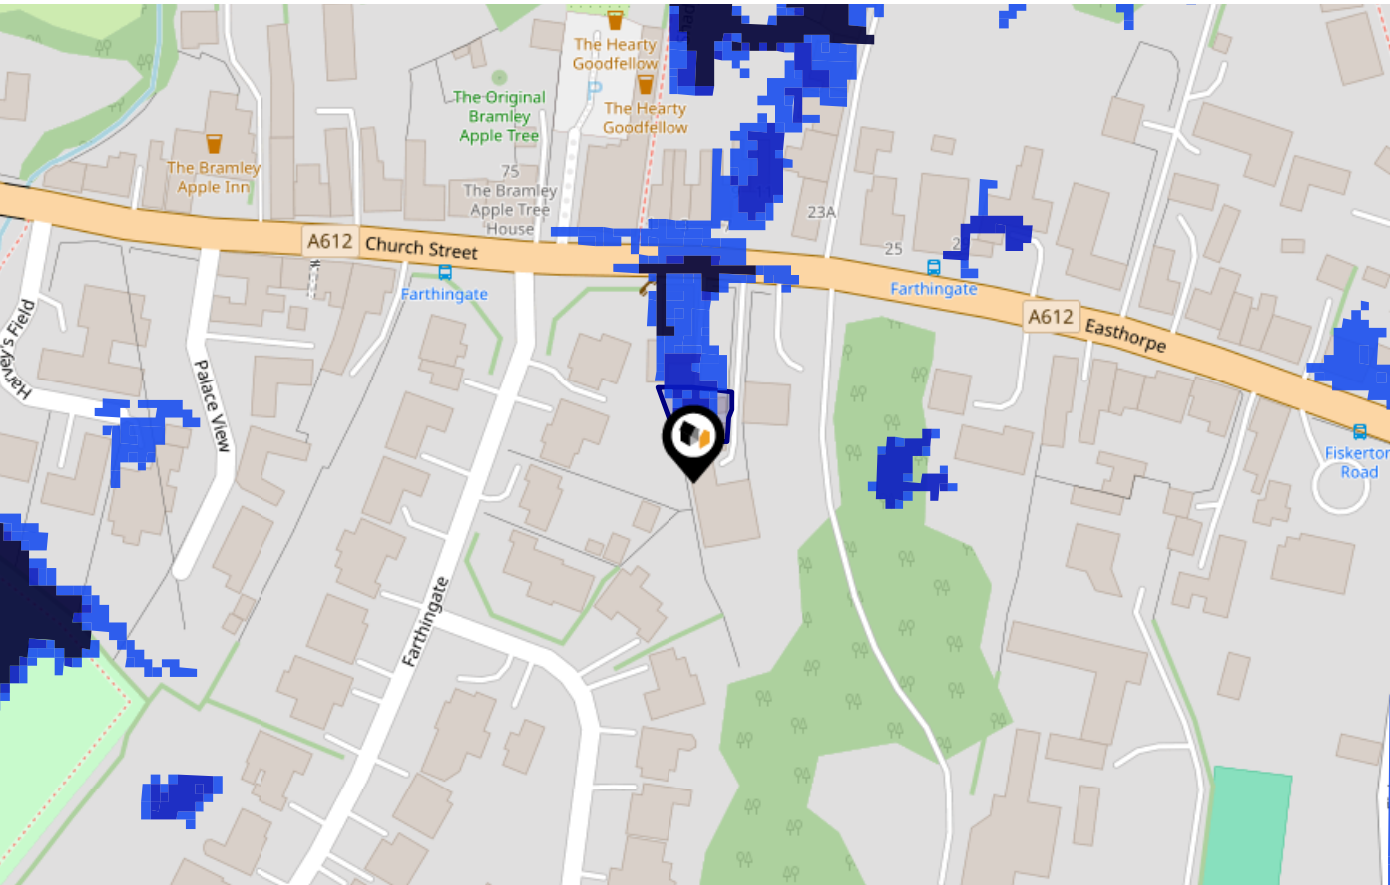 The Hearty
Goodfellow
The Hearty
Goodfellow
The Original
Bramley
Apple Tree
P
The Bramley
Apple Inn
75
The Bramley
Apple Tree
House
23A
25
A612
Church Street
Farthingate
Farthingate
A612
Easthorpe
Harvey's Field
Palace View
Fiskerton
Road
Farthingate